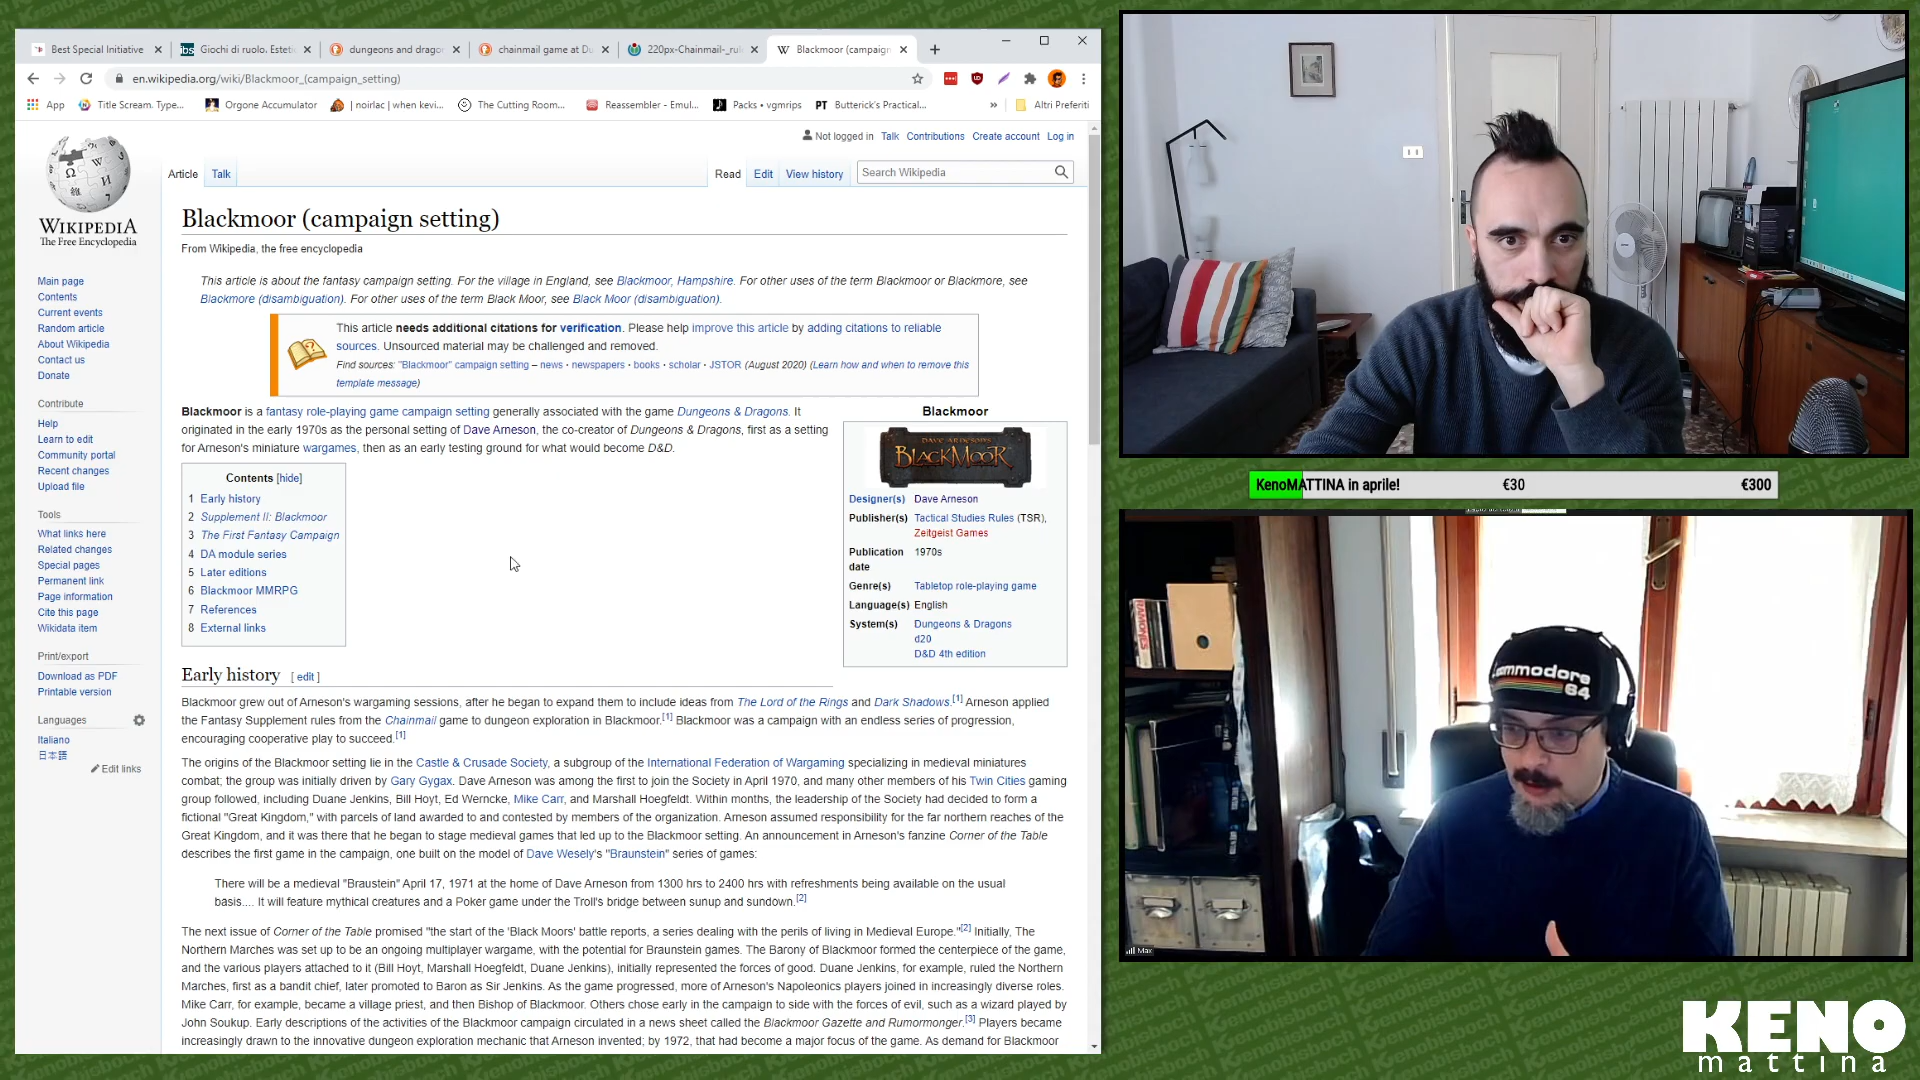 Best Special Initiative
Giochi di ruolo. Esteti
dungeons and drago
chainmail game at Du
220px-Chainmail-_rul
Blackmoor (campaign
en.wikipedia.org/wiki/Blackmoor_(campaign_setting)
App
Title Scream. Type...
Orgone Accumulator
| noirlac | when kevi...
The Cutting Room...
Reassembler - Emul...
Packs • vgmrips
PT Butterick's Practical...
»
Altri Preferiti
Not logged in Talk Contributions Create account Log in
Article Talk
Read Edit View history
Search Wikipedia
WIKIPEDIA
The Free Encyclopedia
Main page
Contents
Current events
Random article
About Wikipedia
Contact us
Donate
Contribute
Help
Learn to edit
Community portal
Recent changes
Upload file
Tools
What links here
Related changes
Special pages
Permanent link
Page information
Cite this page
Wikidata item
Print/export
Download as PDF
Printable version
Languages
Italiano
日本語
Edit links
Blackmoor (campaign setting)
From Wikipedia, the free encyclopedia
This article is about the fantasy campaign setting. For the village in England, see Blackmoor, Hampshire. For other uses of the term Blackmoor or Blackmore, see
Blackmore (disambiguation). For other uses of the term Black Moor, see Black Moor (disambiguation).
This article needs additional citations for verification. Please help improve this article by adding citations to reliable
sources. Unsourced material may be challenged and removed.
Find sources: "Blackmoor" campaign setting – news · newspapers · books · scholar · JSTOR (August 2020) (Learn how and when to remove this
template message)
Blackmoor is a fantasy role-playing game campaign setting generally associated with the game Dungeons & Dragons. It
originated in the early 1970s as the personal setting of Dave Arneson, the co-creator of Dungeons & Dragons, first as a setting
for Arneson's miniature wargames, then as an early testing ground for what would become D&D.
Contents [hide]
1 Early history
2 Supplement II: Blackmoor
3 The First Fantasy Campaign
4 DA module series
5 Later editions
6 Blackmoor MMRPG
7 References
8 External links
Blackmoor
DAVE ARNESON'S
BLACKMOOR
Designer(s) Dave Arneson
Publisher(s) Tactical Studies Rules (TSR),
Zeitgeist Games
Publication 1970s
date
Genre(s) Tabletop role-playing game
Language(s) English
System(s) Dungeons & Dragons
d20
D&D 4th edition
Early history [ edit ]
Blackmoor grew out of Arneson's wargaming sessions, after he began to expand them to include ideas from The Lord of the Rings and Dark Shadows.[1] Arneson applied
the Fantasy Supplement rules from the Chainmail game to dungeon exploration in Blackmoor.[1] Blackmoor was a campaign with an endless series of progression,
encouraging cooperative play to succeed.[1]
The origins of the Blackmoor setting lie in the Castle & Crusade Society, a subgroup of the International Federation of Wargaming specializing in medieval miniatures
combat; the group was initially driven by Gary Gygax. Dave Arneson was among the first to join the Society in April 1970, and many other members of his Twin Cities gaming
group followed, including Duane Jenkins, Bill Hoyt, Ed Werncke, Mike Carr, and Marshall Hoegfeldt. Within months, the leadership of the Society had decided to form a
fictional "Great Kingdom," with parcels of land awarded to and contested by members of the organization. Arneson assumed responsibility for the far northern reaches of the
Great Kingdom, and it was there that he began to stage medieval games that led up to the Blackmoor setting. An announcement in Arneson's fanzine Corner of the Table
describes the first game in the campaign, one built on the model of Dave Wesely's "Braunstein" series of games:
There will be a medieval "Braustein" April 17, 1971 at the home of Dave Arneson from 1300 hrs to 2400 hrs with refreshments being available on the usual
basis.... It will feature mythical creatures and a Poker game under the Troll's bridge between sunup and sundown.[2]
The next issue of Corner of the Table promised "the start of the 'Black Moors' battle reports, a series dealing with the perils of living in Medieval Europe."[2] Initially, The
Northern Marches was set up to be an ongoing multiplayer wargame, with the potential for Braunstein games. The Barony of Blackmoor formed the centerpiece of the game,
and the various players attached to it (Bill Hoyt, Marshall Hoegfeldt, Duane Jenkins), initially represented the forces of good. Duane Jenkins, for example, ruled the Northern
Marches, first as a bandit chief, later promoted to Baron as Sir Jenkins. As the game progressed, more of Arneson's Napoleonics players joined in increasingly diverse roles.
Mike Carr, for example, became a village priest, and then Bishop of Blackmoor. Others chose early in the campaign to side with the forces of evil, such as a wizard played by
John Soukup. Early descriptions of the activities of the Blackmoor campaign circulated in a news sheet called the Blackmoor Gazette and Rumormonger.[3] Players became
increasingly drawn to the innovative dungeon exploration mechanic that Arneson invented; by 1972, that had become a major focus of the game. As demand for Blackmoor
KenoMATTINA in aprile! €30 €300
RAMONES
commodore
64
Max
KENO
mattina